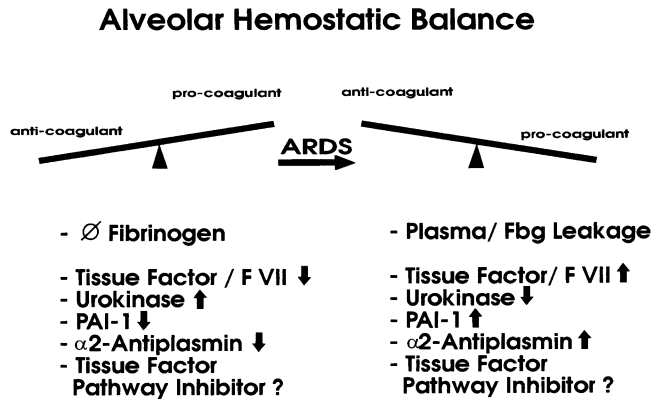 Alveolar Hemostatic Balance
pro-coagulant
anti-coagulant
anti-coagulant
pro-coagulant
ARDS
- Ø Fibrinogen
- Tissue Factor / F VII ⬇
- Urokinase ⬆
- PAI-1 ⬇
- α2-Antiplasmin ⬇
- Tissue Factor
Pathway Inhibitor ?
- Plasma/ Fbg Leakage
- Tissue Factor/ F VII ⬆
- Urokinase ⬇
- PAI-1 ⬆
- α2-Antiplasmin ⬆
- Tissue Factor
Pathway Inhibitor ?